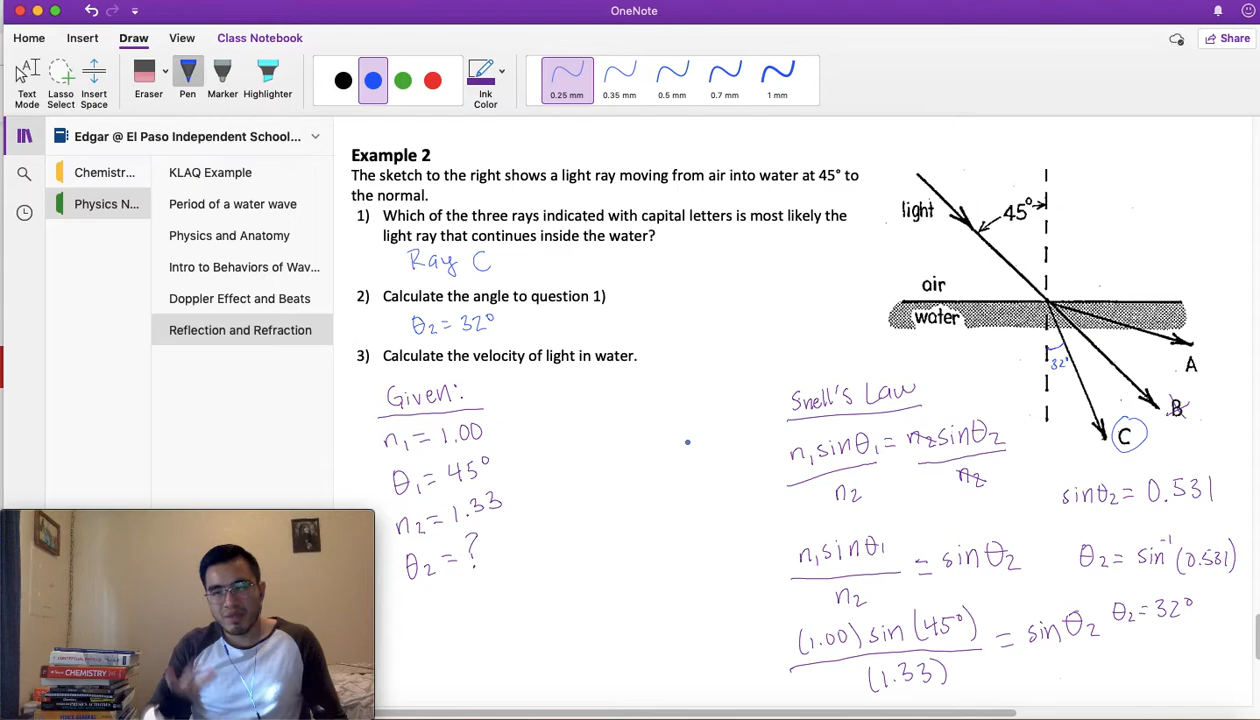 OneNote
Home Insert Draw View Class Notebook
Share
Text Mode
Lasso Select
Insert Space
Eraser
Pen
Marker
Highlighter
Ink Color
0.25 mm
0.35 mm
0.5 mm
0.7 mm
1 mm
Edgar @ El Paso Independent School...
Chemistr...
Physics N...
KLAQ Example
Period of a water wave
Physics and Anatomy
Intro to Behaviors of Wav...
Doppler Effect and Beats
Reflection and Refraction
Example 2
The sketch to the right shows a light ray moving from air into water at 45° to
the normal.
1) Which of the three rays indicated with capital letters is most likely the
light ray that continues inside the water?
Ray C
2) Calculate the angle to question 1)
θ₂ = 32°
3) Calculate the velocity of light in water.
Given:
n₁ = 1.00
θ₁ = 45°
n₂ = 1.33
θ₂ = ?
light
45°
air
water
32°
A
B
C
Snell's Law
n₁sinθ₁ = n₂sinθ₂
n₂ n₂
n₁sinθ₁ = sinθ₂
n₂
(1.00) sin (45°) = sinθ₂
(1.33)
sinθ₂ = 0.531
θ₂ = sin⁻¹(0.531)
θ₂ = 32°
CHEMISTRY